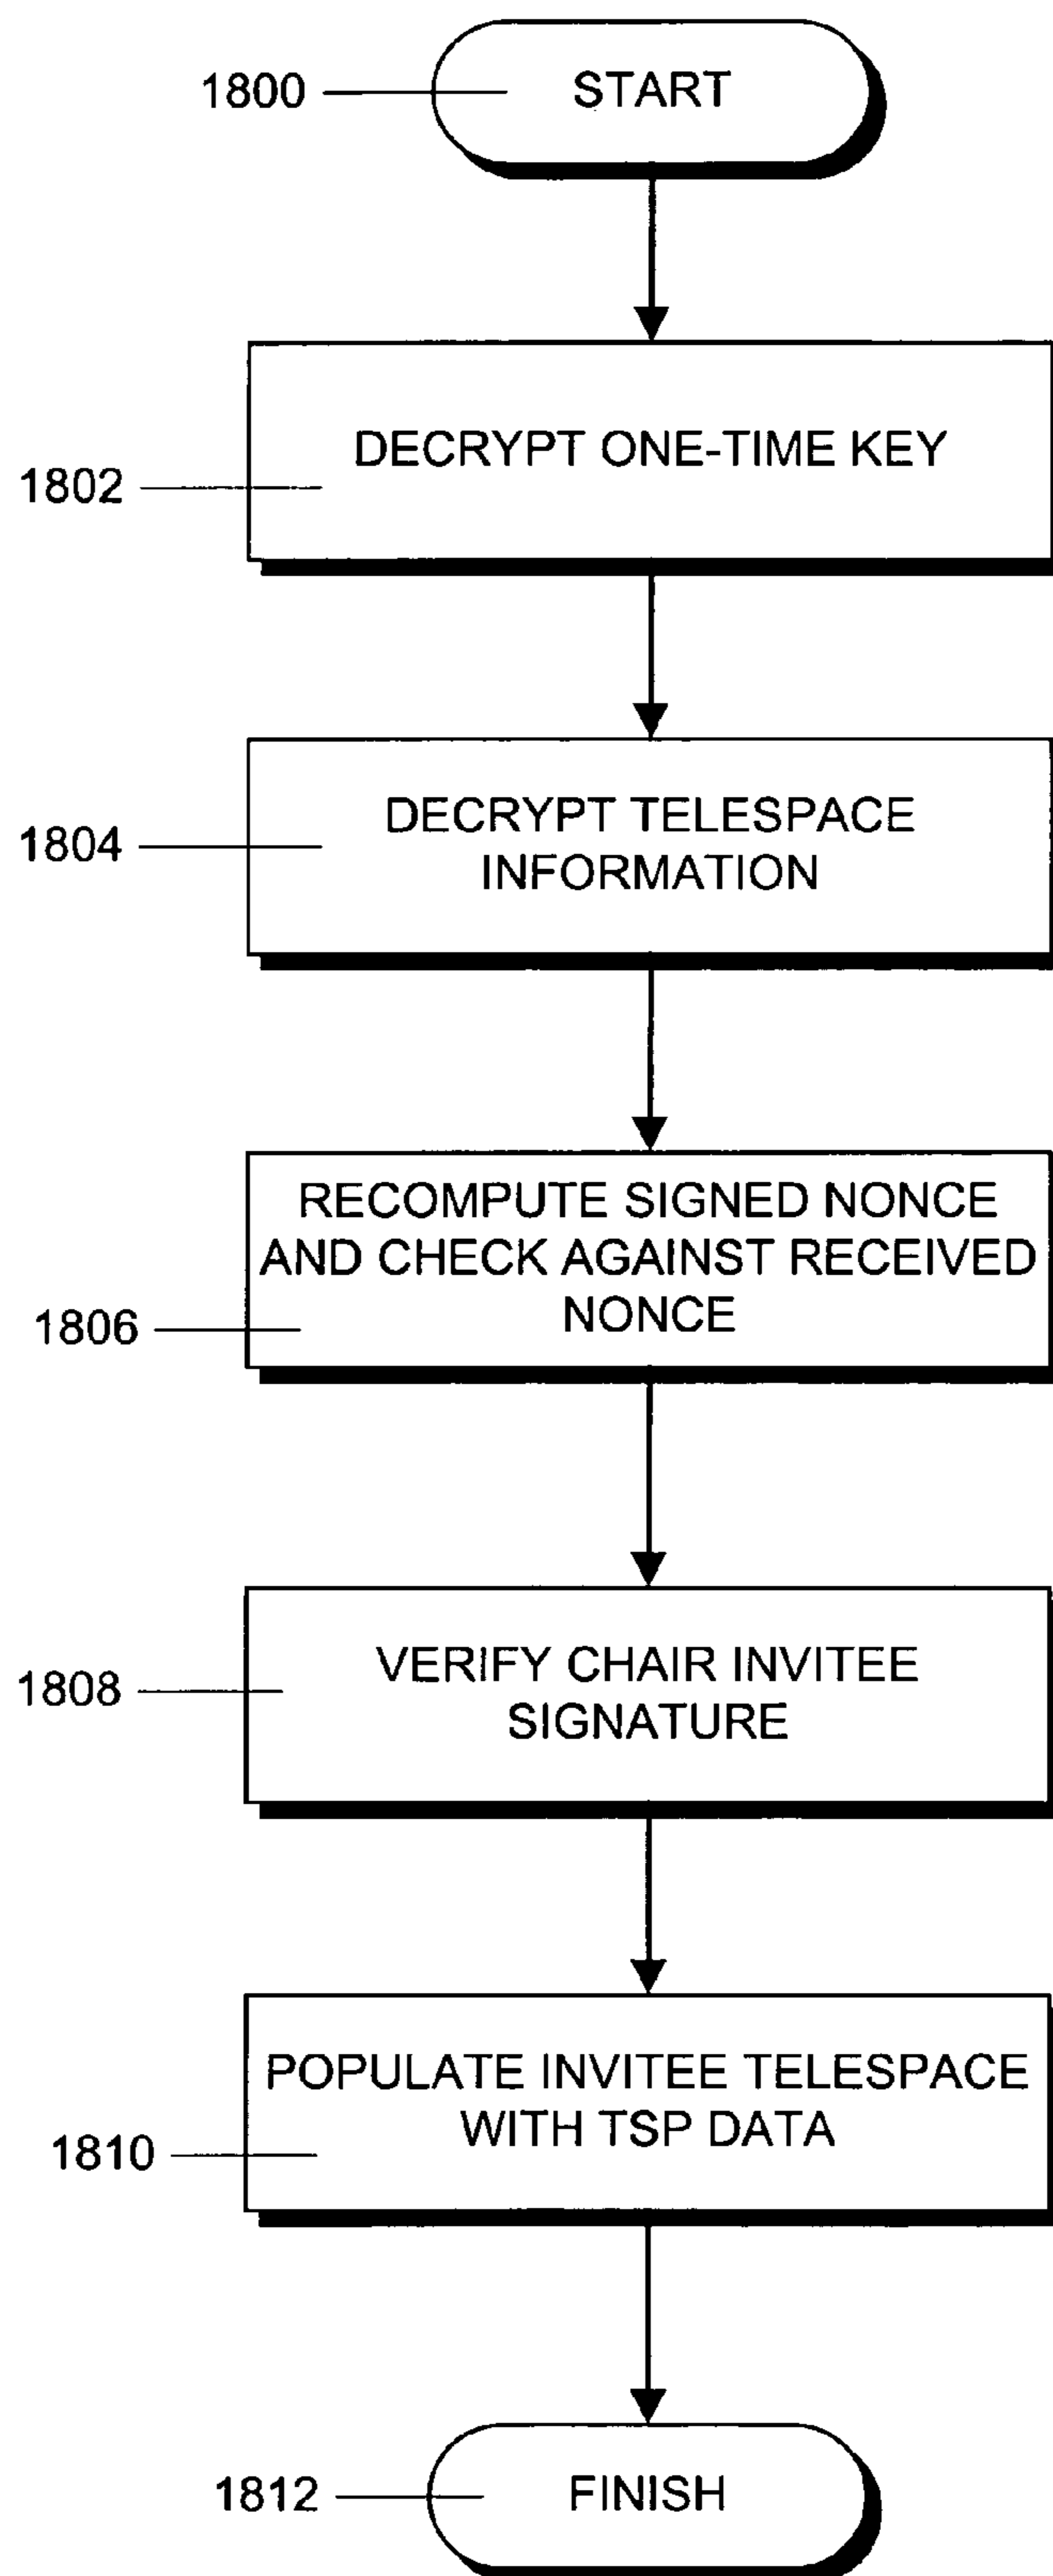 1800
START
1802
DECRYPT ONE-TIME KEY
1804
DECRYPT TELESPACE
INFORMATION
1806
RECOMPUTE SIGNED NONCE
AND CHECK AGAINST RECEIVED
NONCE
1808
VERIFY CHAIR INVITEE
SIGNATURE
1810
POPULATE INVITEE TELESPACE
WITH TSP DATA
1812
FINISH